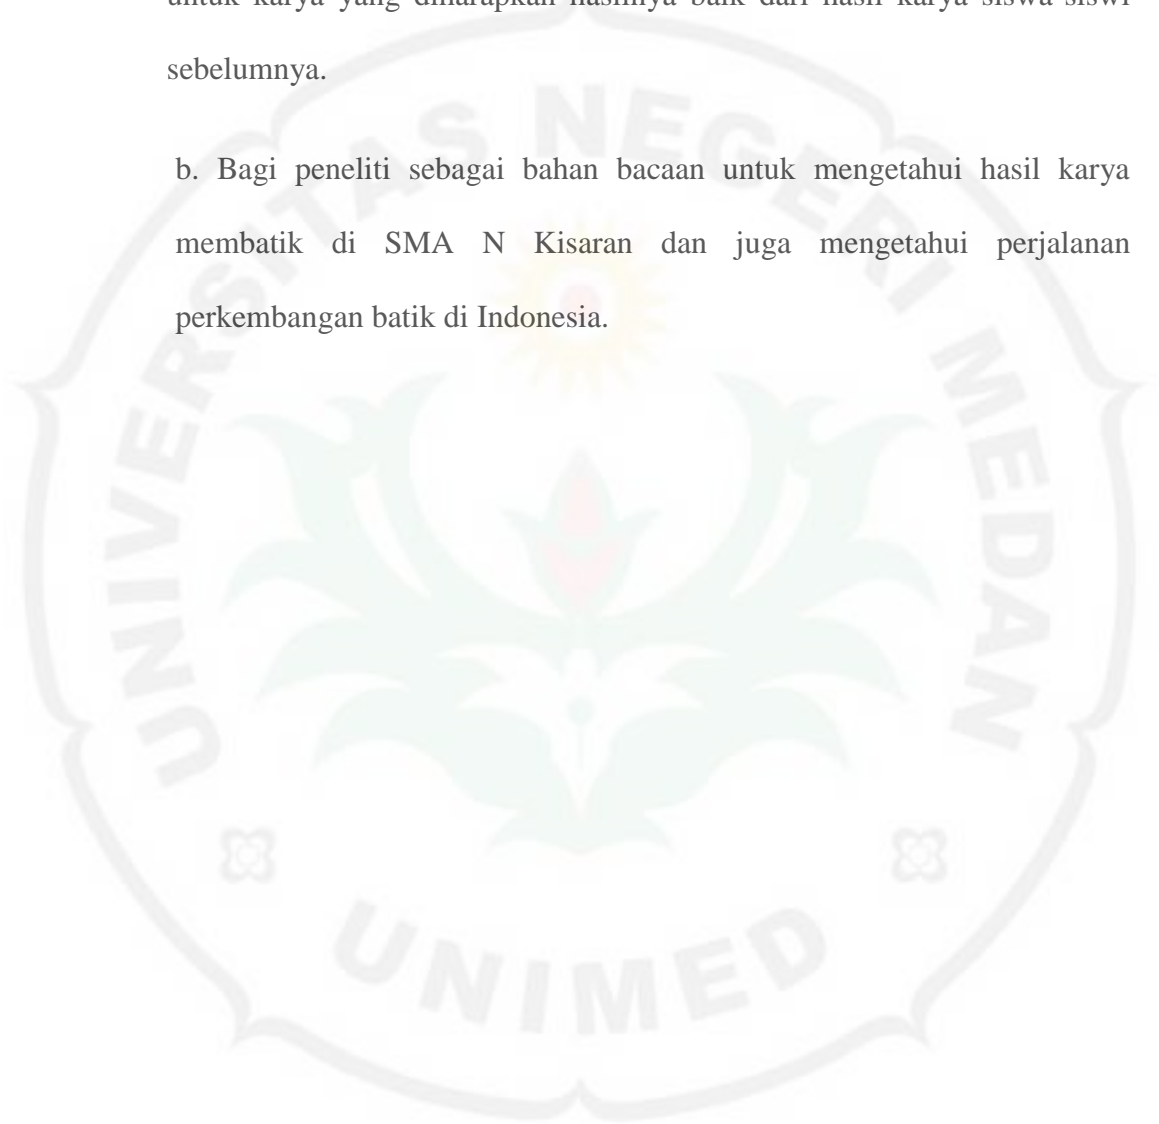 untuk karya yang diharapkan hasilnya baik dari hasil karya siswa-siswi
sebelumnya.
b. Bagi peneliti sebagai bahan bacaan untuk mengetahui hasil karya
membatik di SMA N Kisaran dan juga mengetahui perjalanan
perkembangan batik di Indonesia.
UNIVERSITAS NEGERI MEDAN
UNIMED